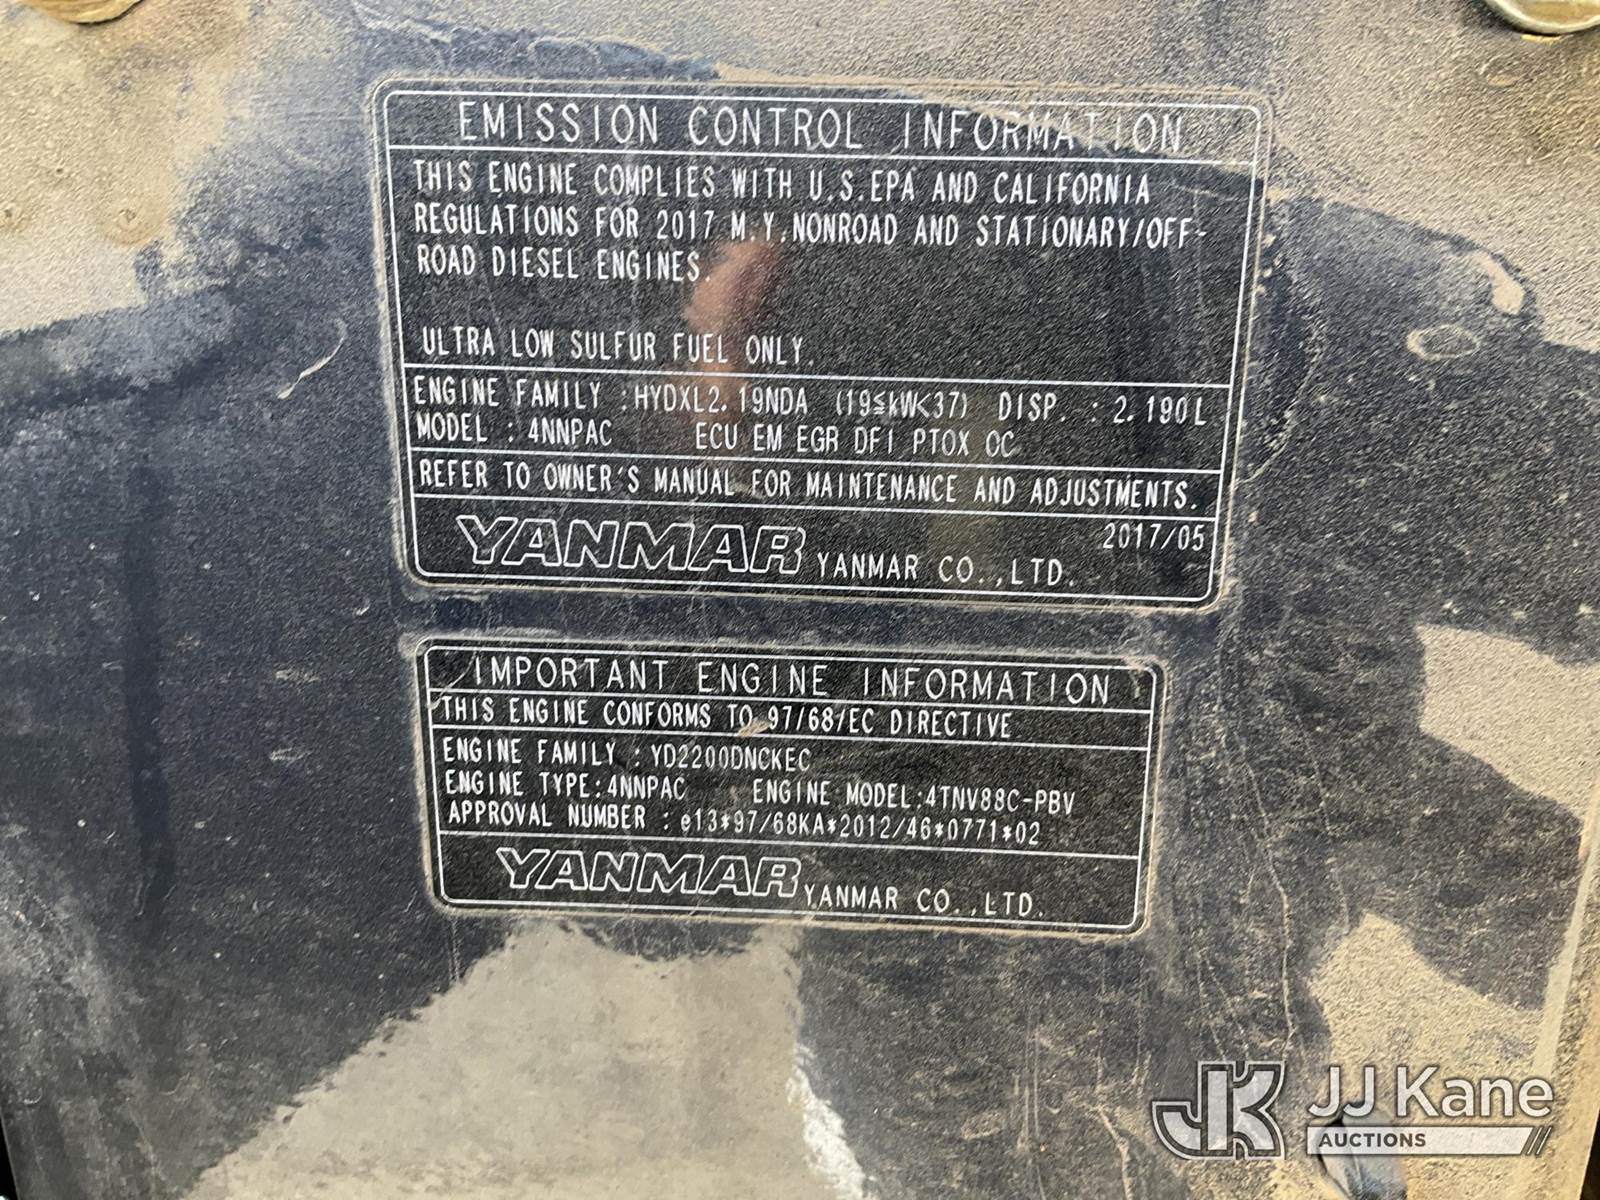 EMISSION CONTROL INFORMATION
THIS ENGINE COMPLIES WITH U.S.EPA AND CALIFORNIA
REGULATIONS FOR 2017 M.Y.NONROAD AND STATIONARY/OFF-
ROAD DIESEL ENGINES.
ULTRA LOW SULFUR FUEL ONLY.
ENGINE FAMILY :HYDXL2.19NDA (19≦kW<37) DISP. : 2.190L
MODEL : 4NNPAC ECU EM EGR DFI PTOX OC
REFER TO OWNER'S MANUAL FOR MAINTENANCE AND ADJUSTMENTS.
2017/05
YANMAR YANMAR CO.,LTD.
IMPORTANT ENGINE INFORMATION
THIS ENGINE CONFORMS TO 97/68/EC DIRECTIVE
ENGINE FAMILY : YD2200DNCKEC
ENGINE TYPE:4NNPAC ENGINE MODEL:4TNV88C-PBV
APPROVAL NUMBER : e13*97/68KA*2012/46*0771*02
YANMAR YANMAR CO.,LTD.
JK JJ Kane
AUCTIONS